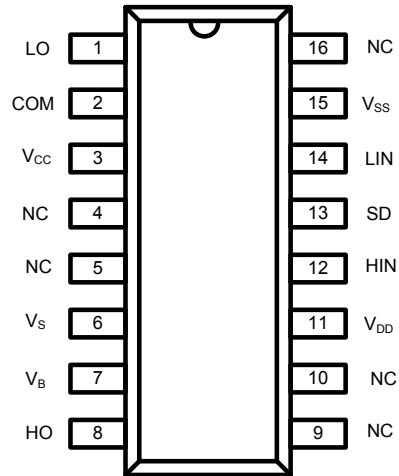 LO 1 16 NC
COM 2 15 VSS
VCC 3 14 LIN
NC 4 13 SD
NC 5 12 HIN
VS 6 11 VDD
VB 7 10 NC
HO 8 9 NC